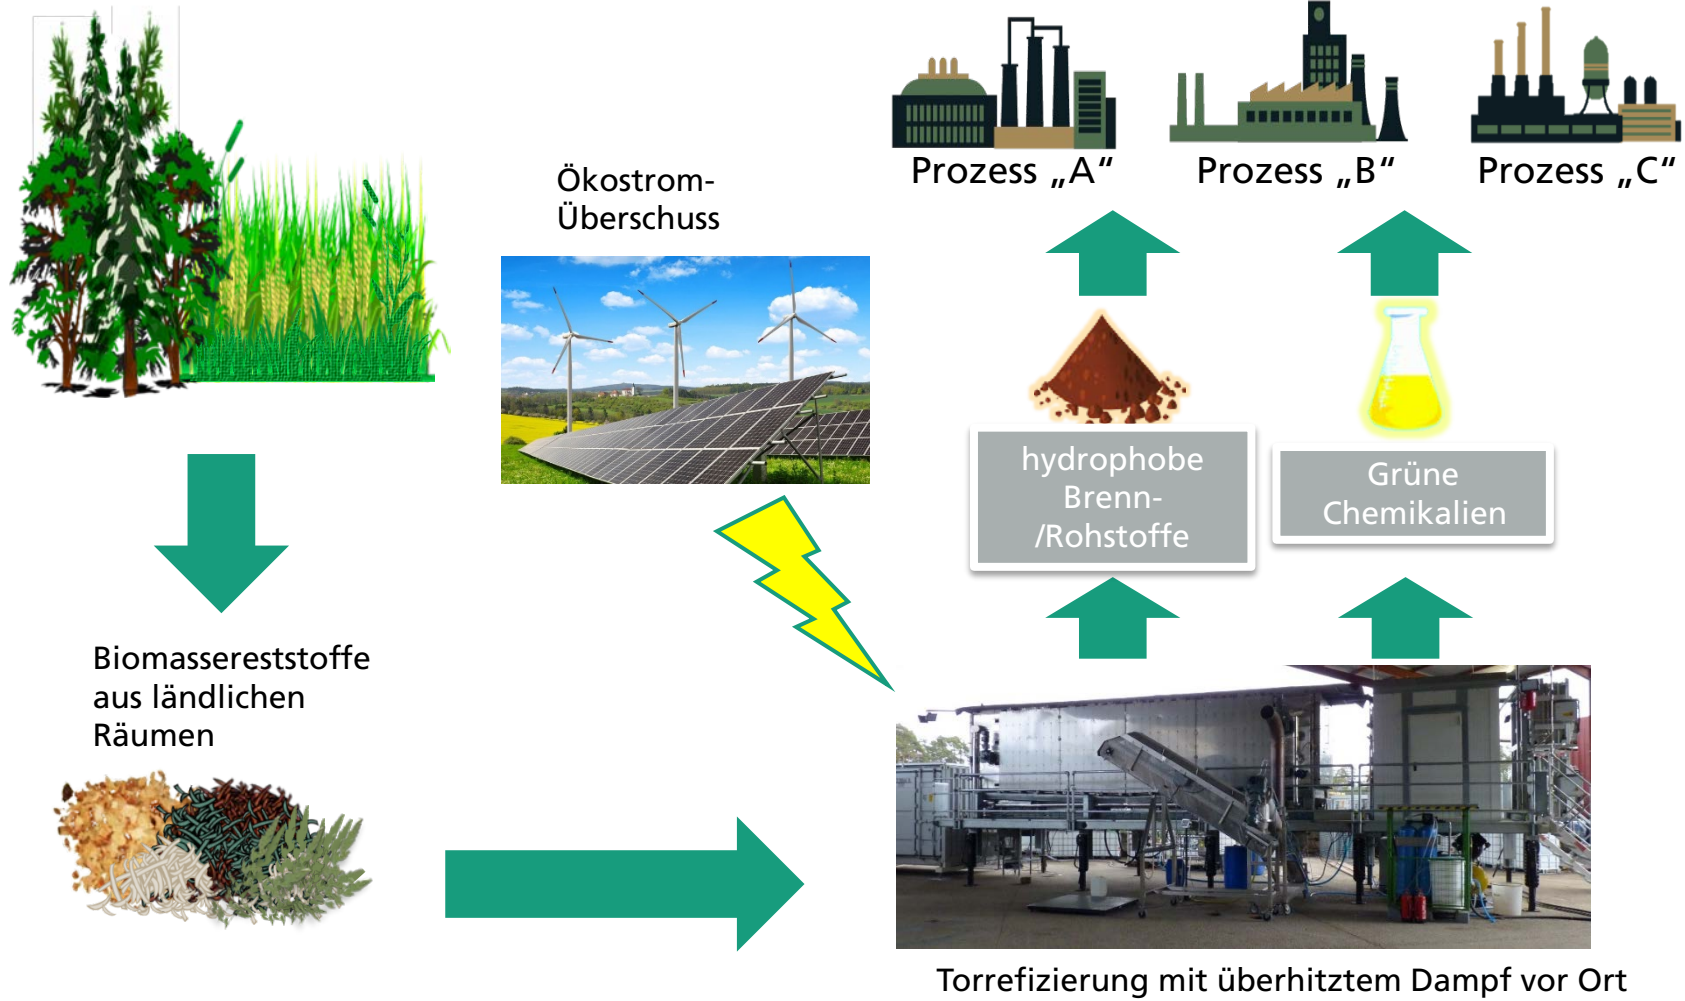 Ökostrom-
Überschuss
Prozess „A“
Prozess „B“
Prozess „C“
hydrophobe
Brenn-
/Rohstoffe
Grüne
Chemikalien
Biomassereststoffe
aus ländlichen
Räumen
Torrefizierung mit überhitztem Dampf vor Ort